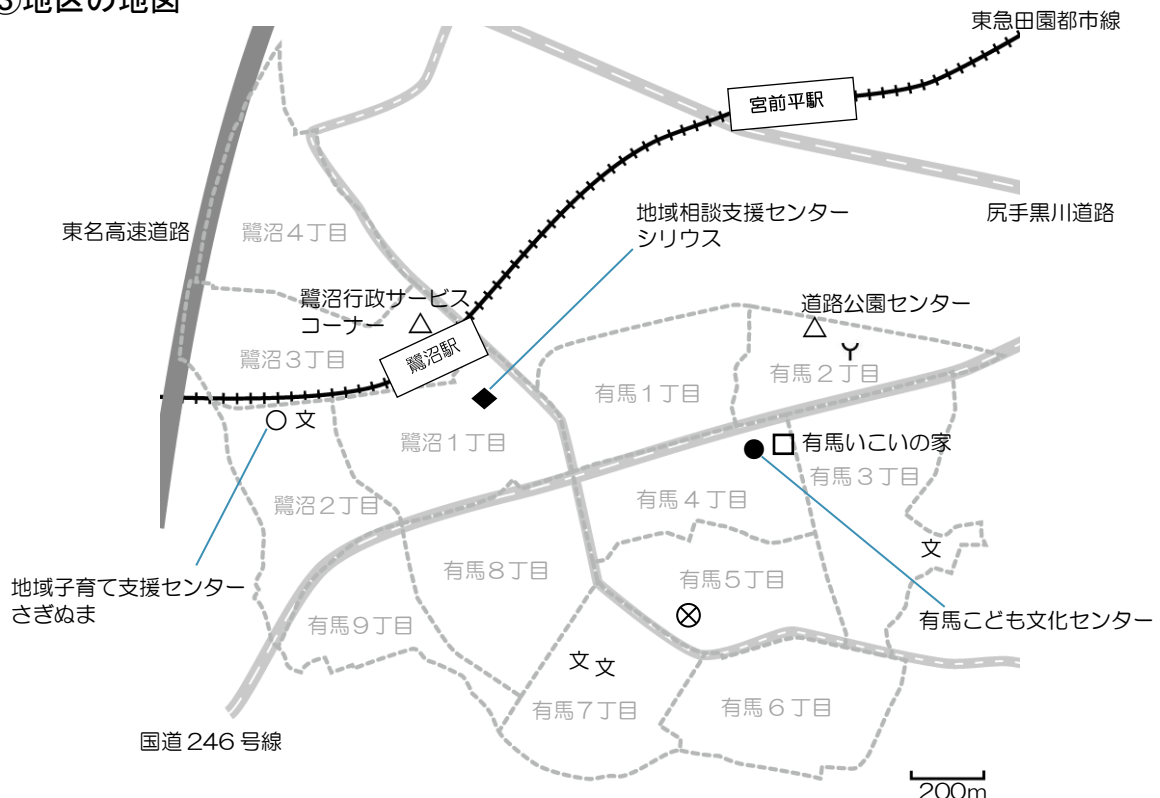 ③地区の地図
東急田園都市線
宮前平駅
地域相談支援センター
シリウス
尻手黒川道路
東名高速道路
鷺沼4丁目
鷺沼行政サービス
コーナー
道路公園センター
鷺沼駅
鷺沼3丁目
有馬1丁目
有馬2丁目
文
鷺沼1丁目
有馬いこいの家
有馬3丁目
鷺沼2丁目
有馬4丁目
文
有馬8丁目
有馬5丁目
地域子育て支援センター
さぎぬま
有馬9丁目
有馬こども文化センター
文
文
有馬7丁目
有馬6丁目
国道246号線
200m